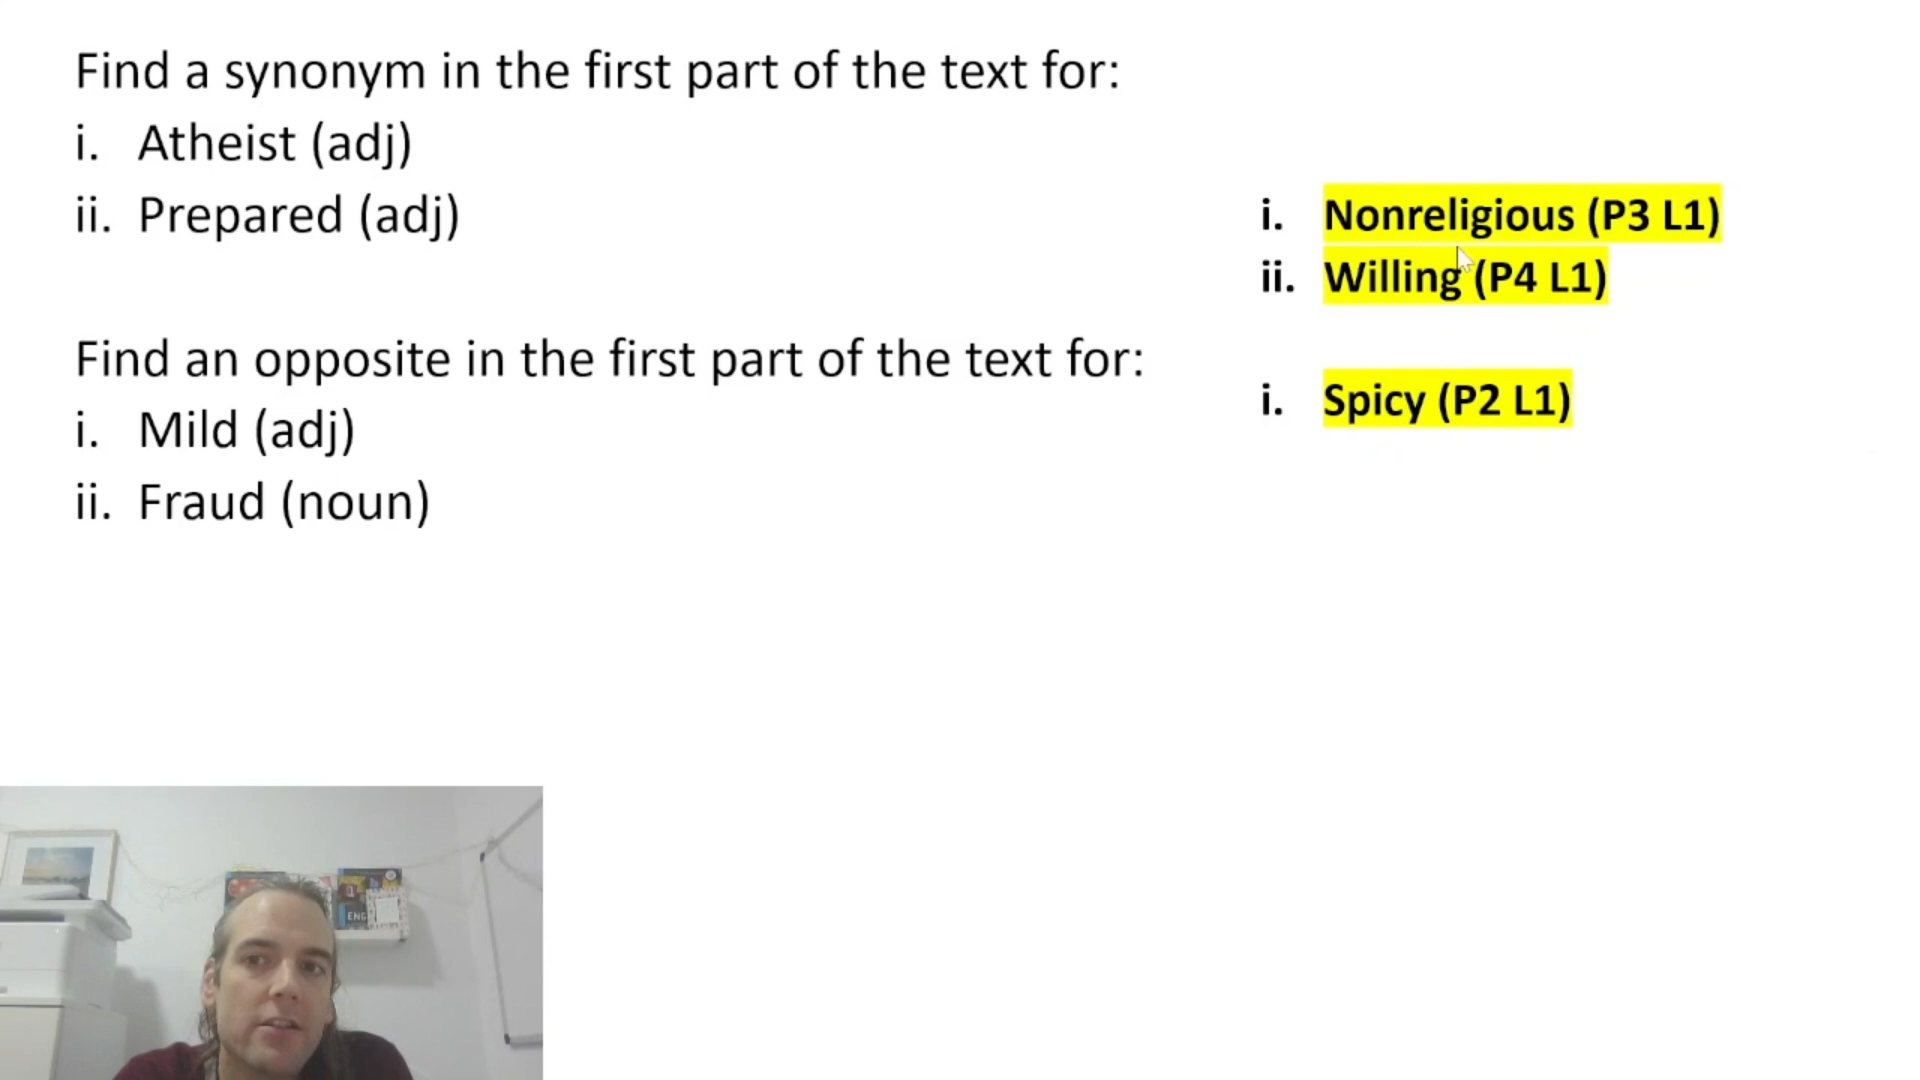 Find a synonym in the first part of the text for:
i. Atheist (adj)
ii. Prepared (adj)
i. Nonreligious (P3 L1)
ii. Willing (P4 L1)
Find an opposite in the first part of the text for:
i. Mild (adj)
ii. Fraud (noun)
i. Spicy (P2 L1)
ENG